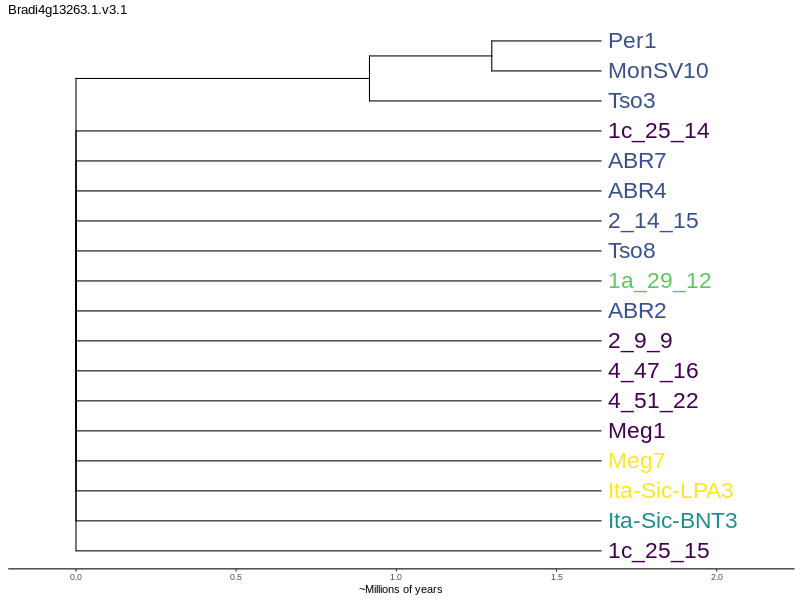 Bradi4g13263.1.v3.1
Per1
MonSV10
Tso3
1c_25_14
ABR7
ABR4
2_14_15
Tso8
1a_29_12
ABR2
2_9_9
4_47_16
4_51_22
Meg1
Meg7
Ita-Sic-LPA3
Ita-Sic-BNT3
1c_25_15
0.0 0.5 1.0 1.5 2.0
~Millions of years